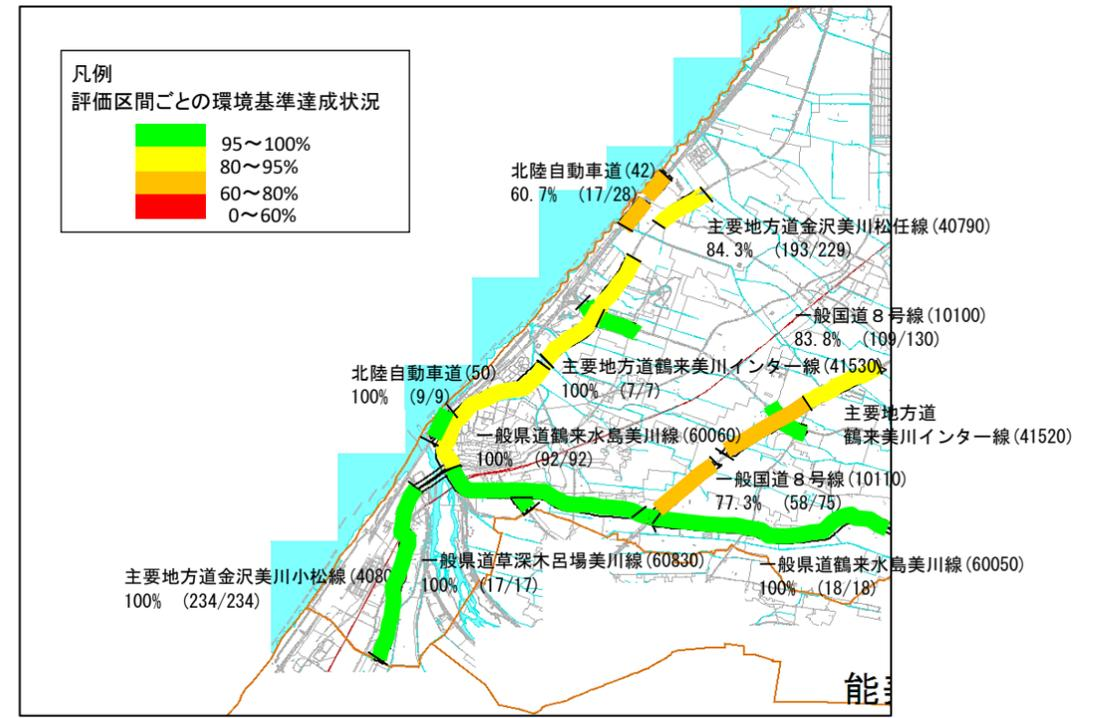 凡例
評価区間ごとの環境基準達成状況
95～100%
80～95%
60～80%
0～60%
北陸自動車道(42)
60.7% (17/28)
主要地方道金沢美川松任線(40790)
84.3% (193/229)
一般国道８号線(10100)
83.8% (109/130)
主要地方道鶴来美川インター線(41530)
100% (7/7)
北陸自動車道(50)
100% (9/9)
主要地方道
鶴来美川インター線(41520)
一般県道鶴来水島美川線(60060)
100% (92/92)
一般国道８号線(10110)
77.3% (58/75)
一般県道草深木呂場美川線(60830)
100% (17/17)
一般県道鶴来水島美川線(60050)
100% (18/18)
主要地方道金沢美川小松線(4080
100% (234/234)
能